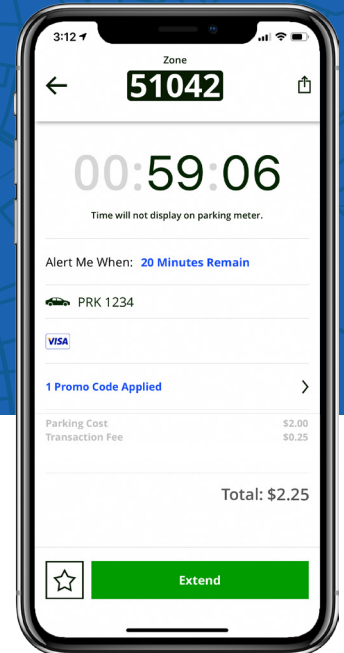 3:12
Zone
51042
00:59:06
Time will not display on parking meter.
Alert Me When: 20 Minutes Remain
PRK 1234
VISA
1 Promo Code Applied
Parking Cost $2.00
Transaction Fee $0.25
Total: $2.25
Extend